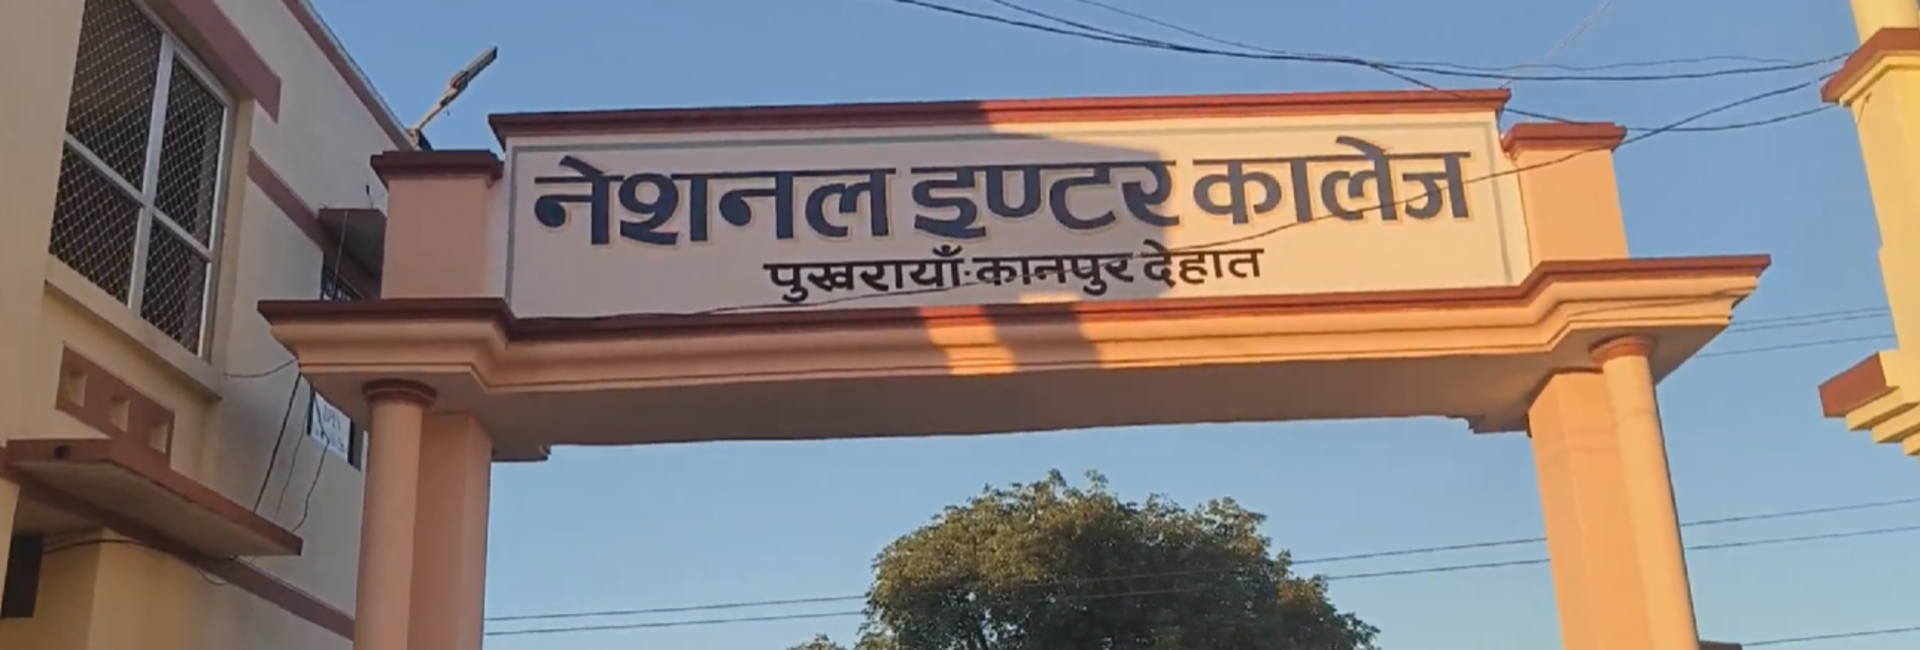 नेशनल इण्टर कालेज
पुखरायाँ-कानपुर देहात